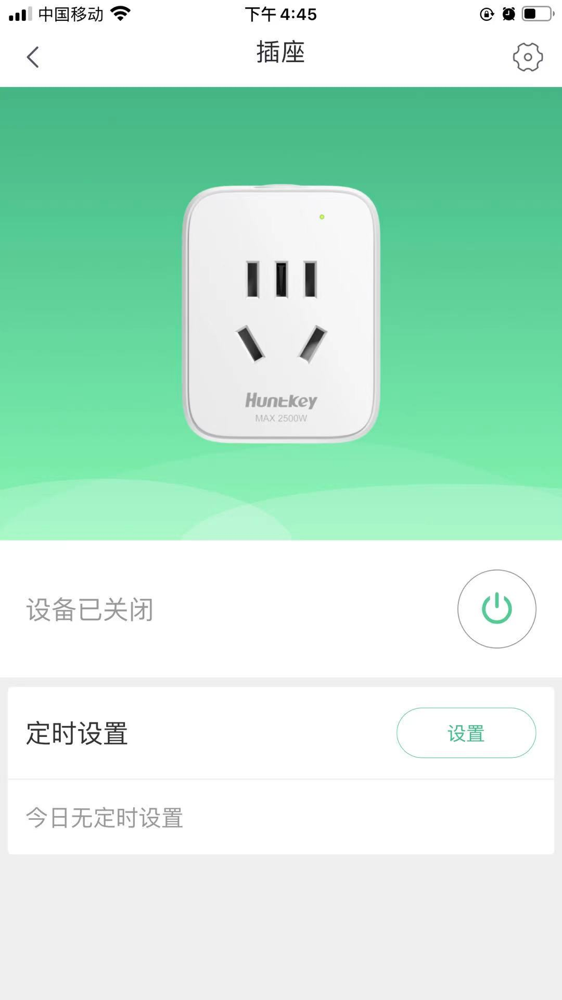 中国移动
下午 4:45
插座
Huntkey
MAX 2500W
设备已关闭
定时设置
设置
今日无定时设置